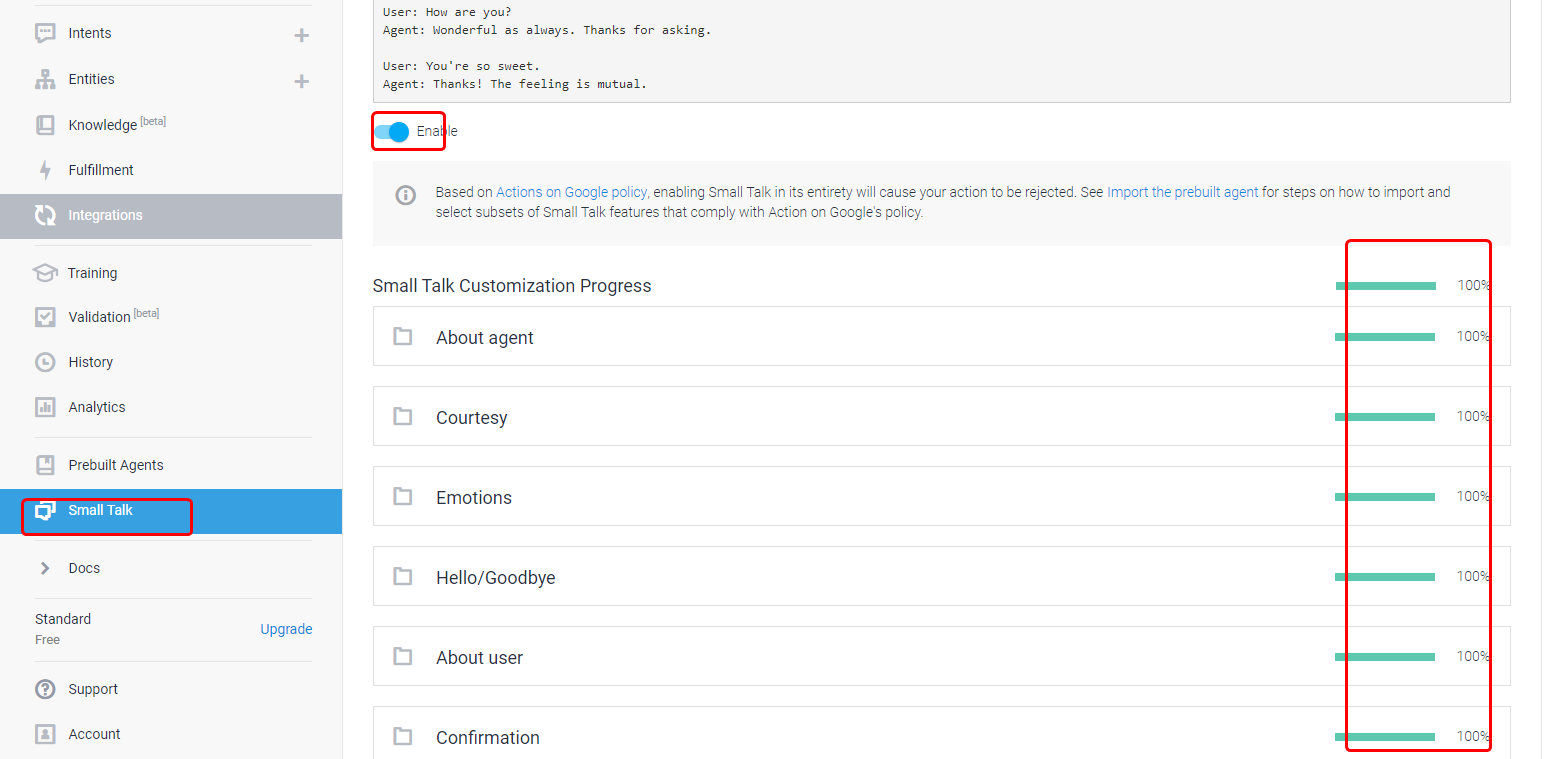 Intents
Entities
Knowledge [beta]
Fulfillment
Integrations
Training
Validation [beta]
History
Analytics
Prebuilt Agents
Small Talk
Docs
Standard
Free
Upgrade
Support
Account
User: How are you?
Agent: Wonderful as always. Thanks for asking.
User: You're so sweet.
Agent: Thanks! The feeling is mutual.
Enable
Based on Actions on Google policy, enabling Small Talk in its entirety will cause your action to be rejected. See Import the prebuilt agent for steps on how to import and
select subsets of Small Talk features that comply with Action on Google's policy.
Small Talk Customization Progress 100%
About agent 100%
Courtesy 100%
Emotions 100%
Hello/Goodbye 100%
About user 100%
Confirmation 100%